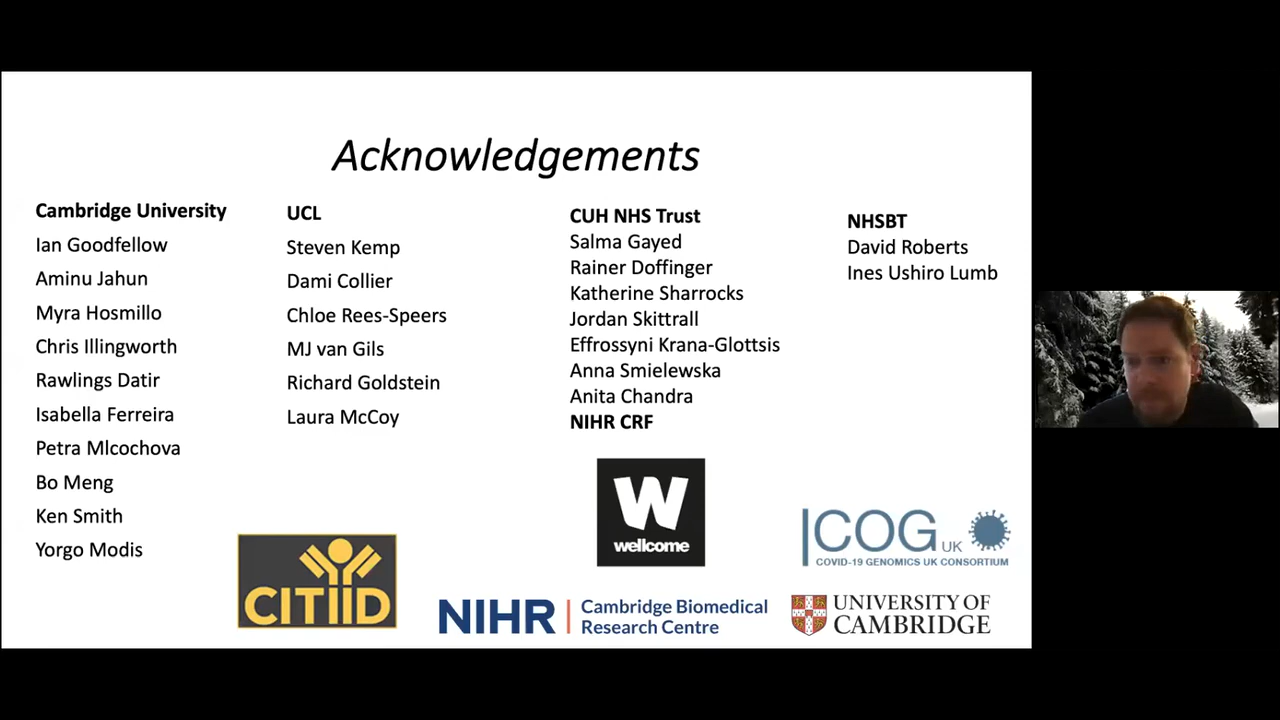 Acknowledgements
Cambridge University
Ian Goodfellow
Aminu Jahun
Myra Hosmillo
Chris Illingworth
Rawlings Datir
Isabella Ferreira
Petra Mlcochova
Bo Meng
Ken Smith
Yorgo Modis
UCL
Steven Kemp
Dami Collier
Chloe Rees-Speers
MJ van Gils
Richard Goldstein
Laura McCoy
CUH NHS Trust
Salma Gayed
Rainer Doffinger
Katherine Sharrocks
Jordan Skittrall
Effrossyni Krana-Glottsis
Anna Smielewska
Anita Chandra
NIHR CRF
NHSBT
David Roberts
Ines Ushiro Lumb
CITIID
W
wellcome
COG UK
COVID-19 GENOMICS UK CONSORTIUM
NIHR | Cambridge Biomedical
Research Centre
UNIVERSITY OF
CAMBRIDGE